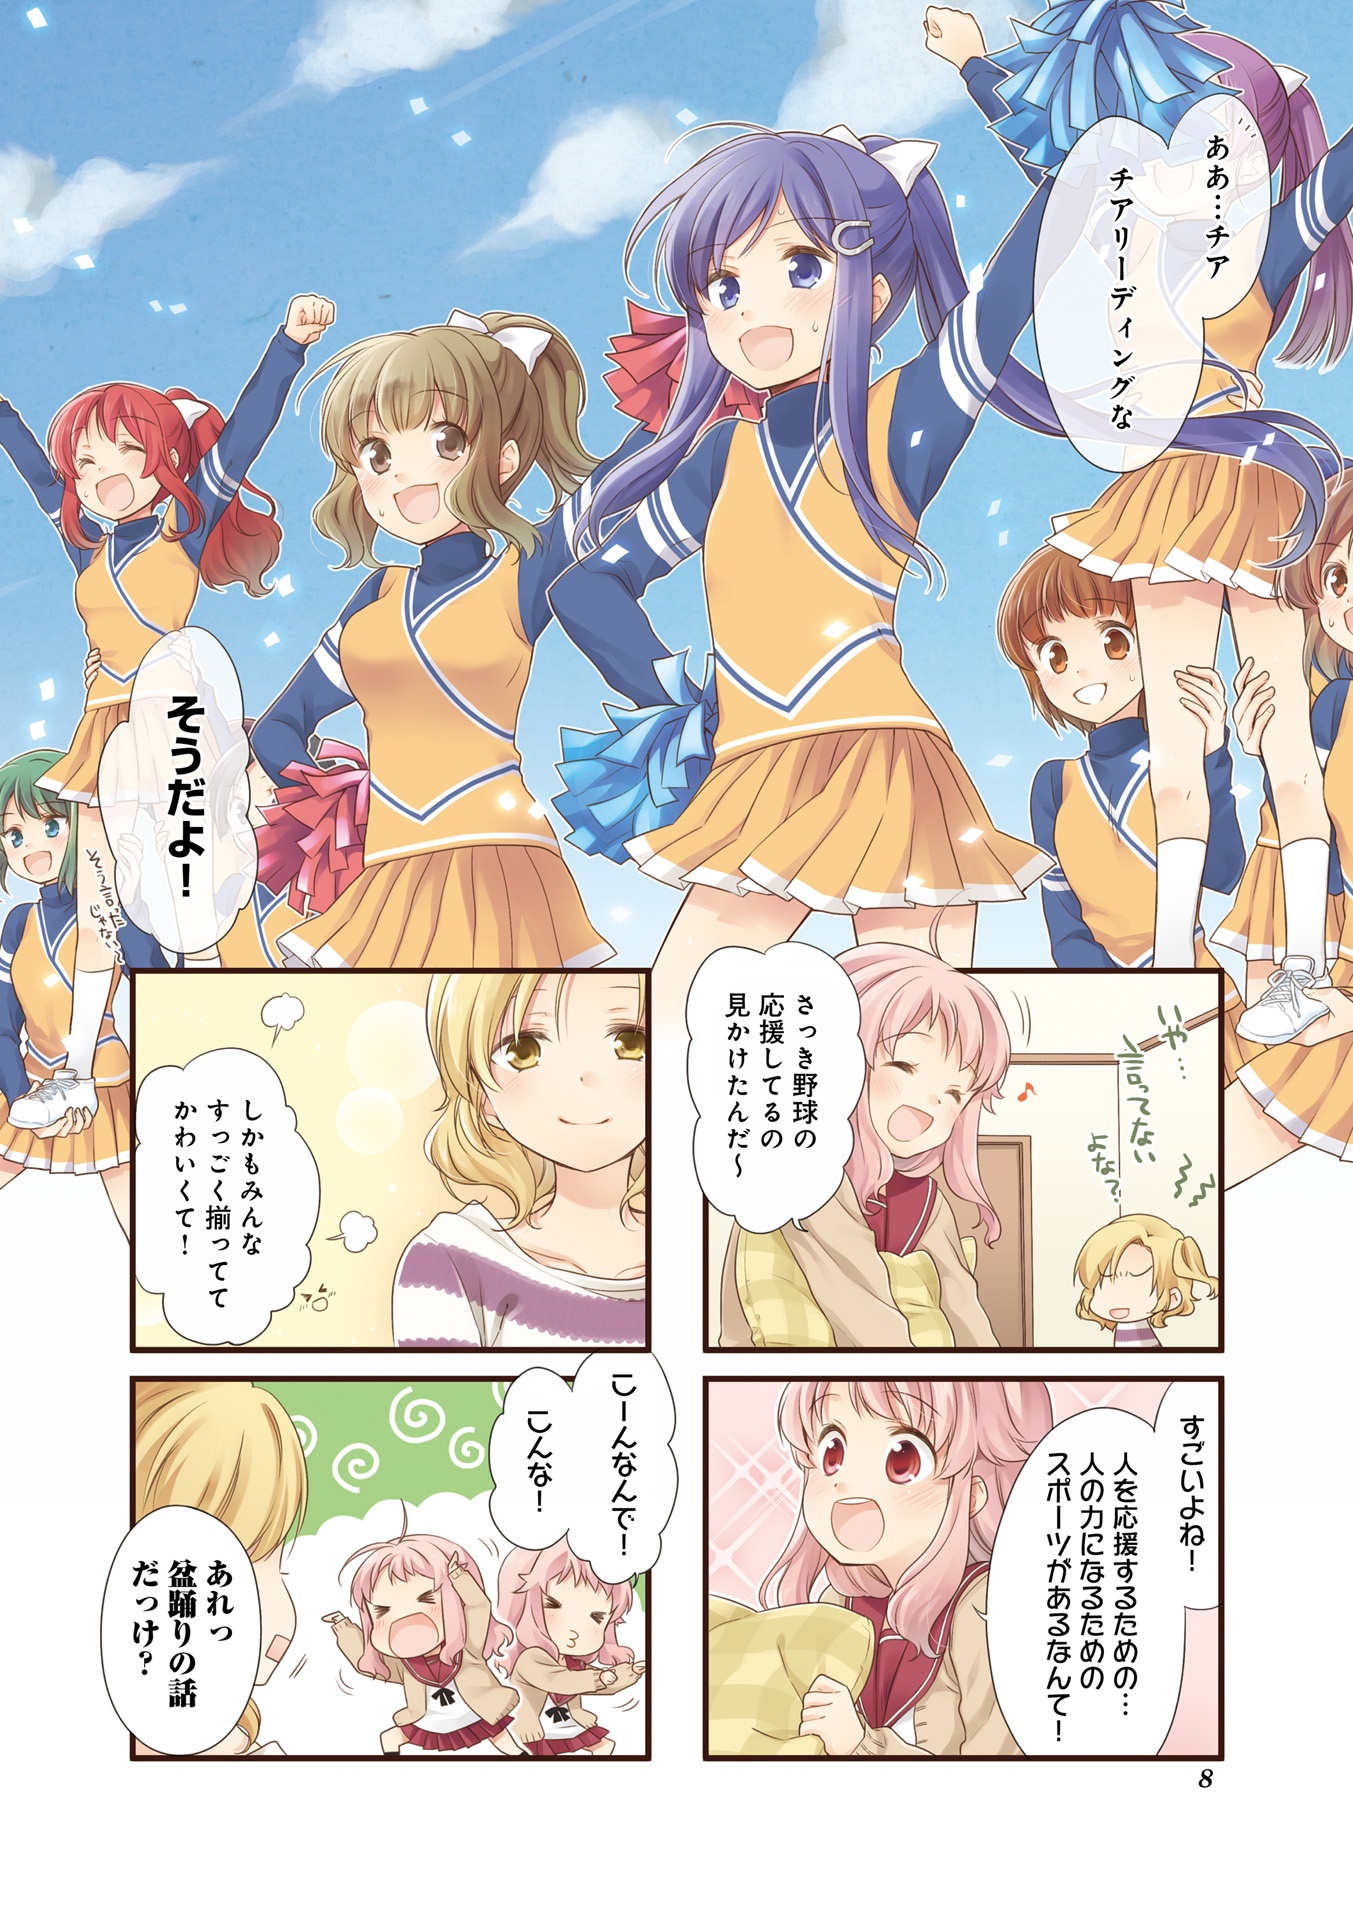 ああ…チア
チアリーディングな
そうだよ！
そう言った
じゃない〜
さっき野球の
応援してるの
見かけたんだ〜
いや…
言ってない
よな？
すごいよね！
人を応援するための…
人の力になるための
スポーツがあるなんて！
しかもみんな
すっごく揃ってて
かわいくて！
こーんなんで！
こんな！
あれっ
盆踊りの話
だっけ？
8